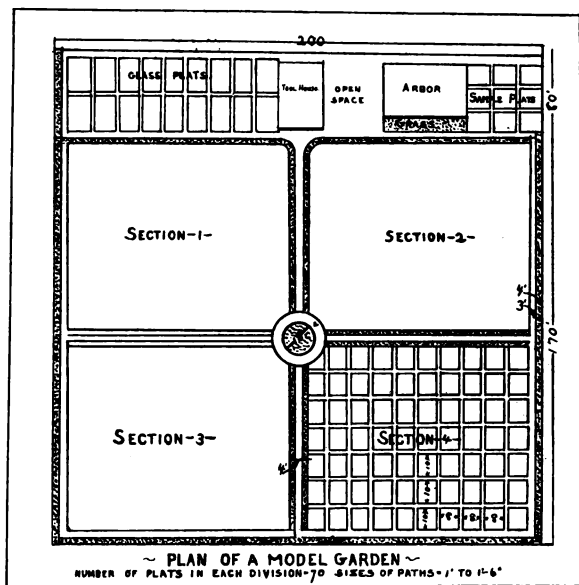 200
GLASS PLATS
TOOL HOUSE
OPEN
SPACE
ARBOR
GRASS
SAMPLE PLATS
80'
SECTION-1-
SECTION-2-
4'
3'
170'
SECTION-3-
SECTION-4-
4'
~ PLAN OF A MODEL GARDEN ~
NUMBER OF PLATS IN EACH DIVISION-70 SIZES OF PATHS-1' TO 1'-6"